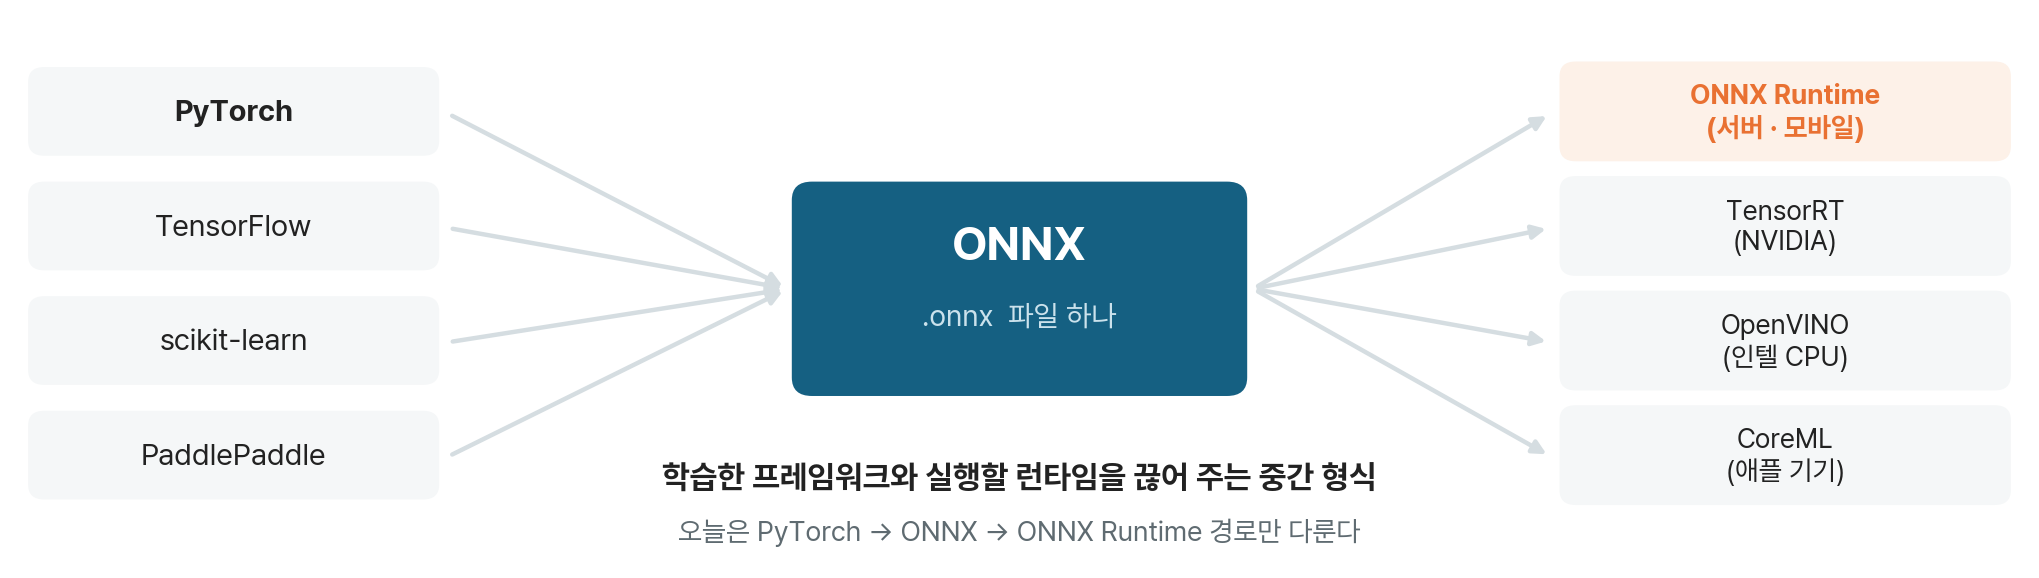 PyTorch
TensorFlow
scikit-learn
PaddlePaddle
ONNX
.onnx 파일 하나
학습한 프레임워크와 실행할 런타임을 끊어 주는 중간 형식
오늘은 PyTorch → ONNX → ONNX Runtime 경로만 다룬다
ONNX Runtime
(서버 · 모바일)
TensorRT
(NVIDIA)
OpenVINO
(인텔 CPU)
CoreML
(애플 기기)